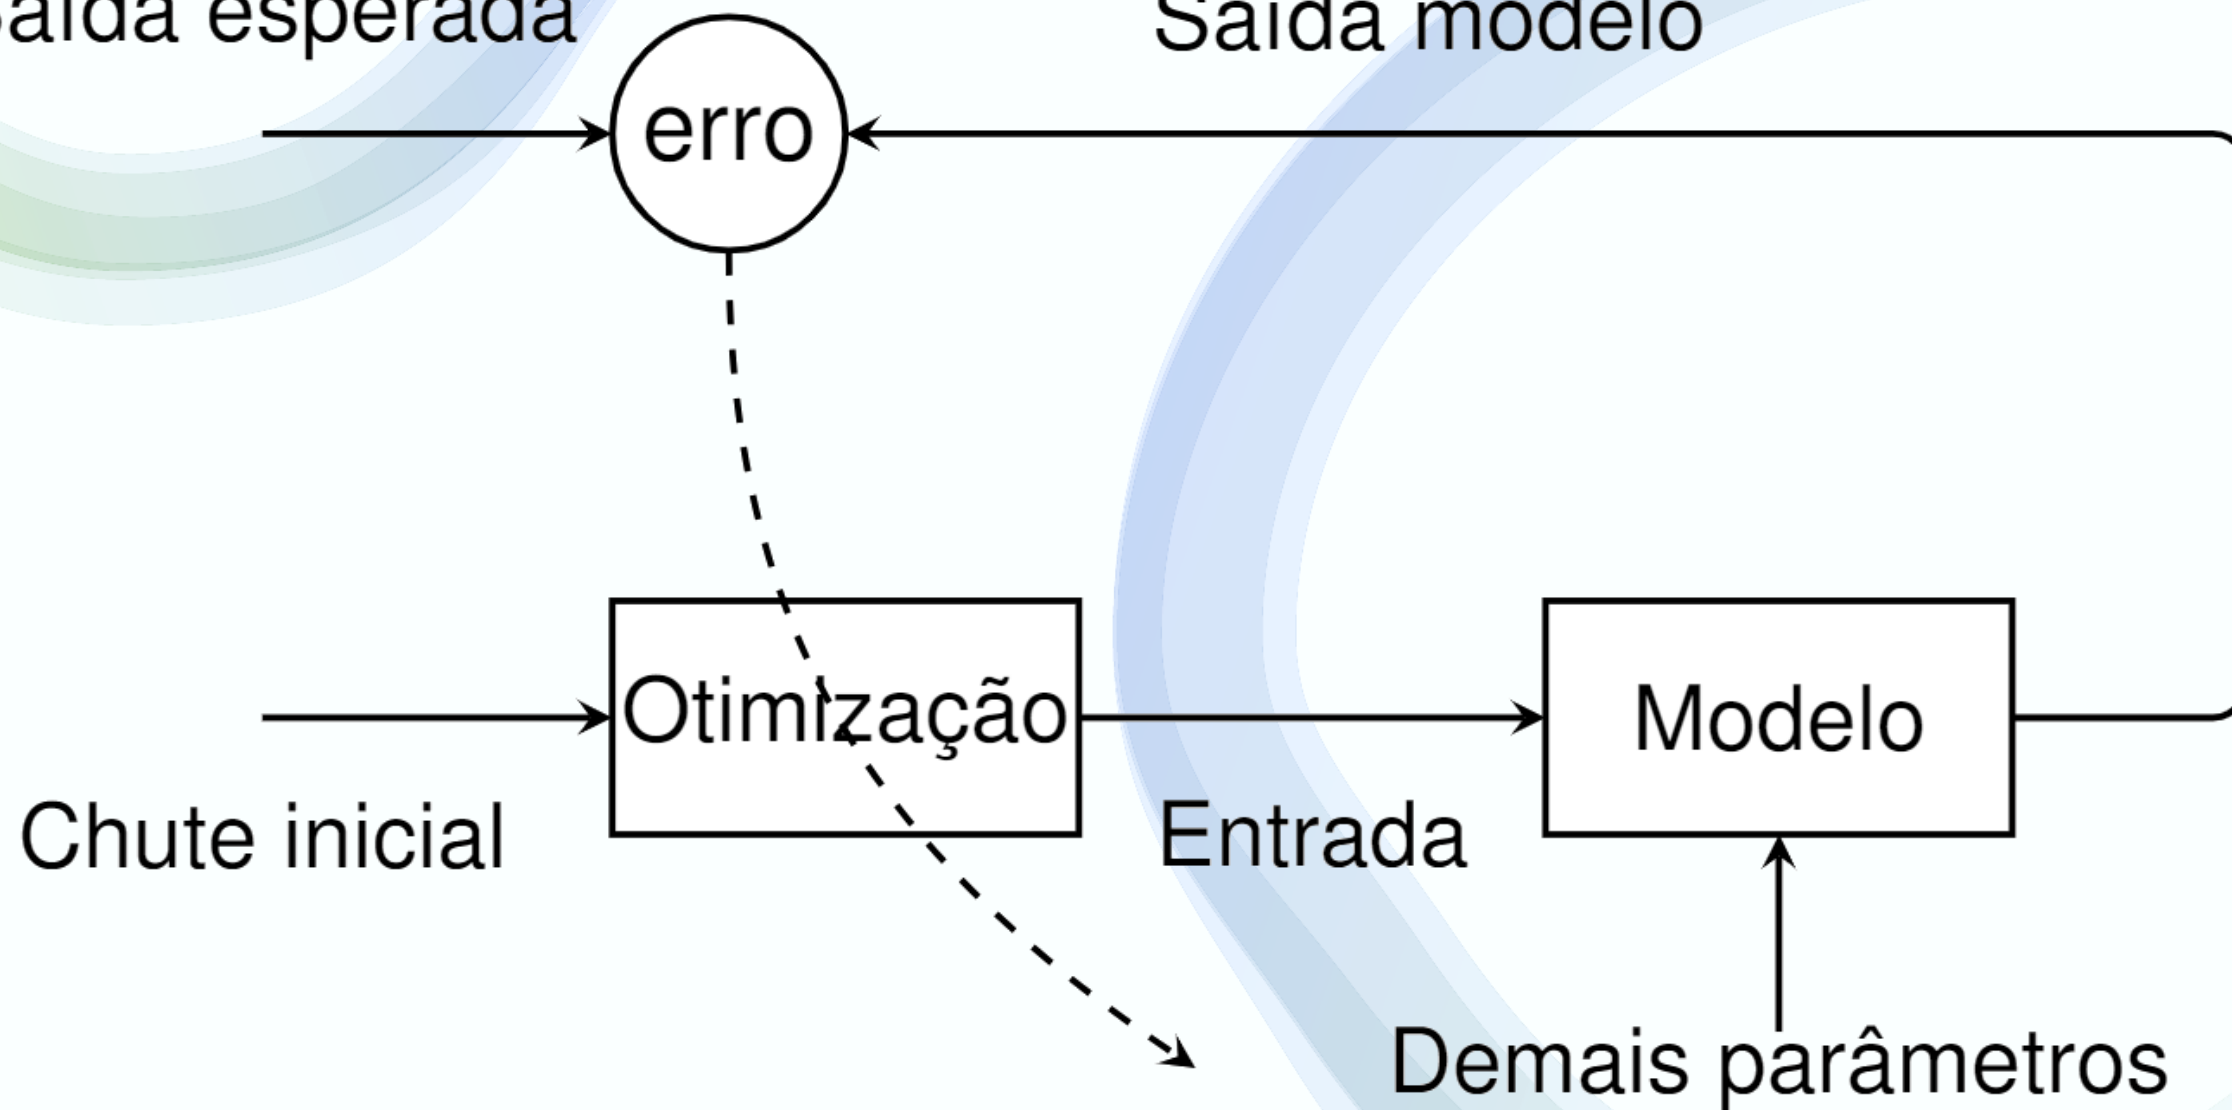 Saída esperada
Saída modelo
erro
Otimização
Modelo
Chute inicial
Entrada
Demais parâmetros